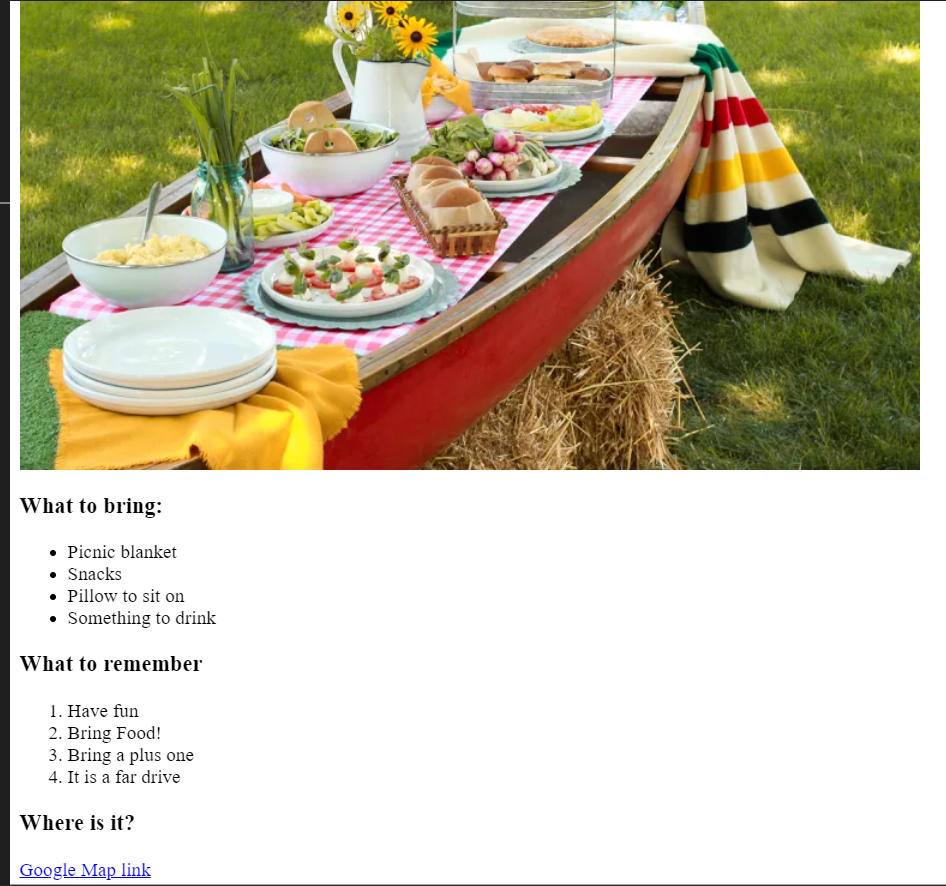 What to bring:
Picnic blanket
Snacks
Pillow to sit on
Something to drink
What to remember
1. Have fun
2. Bring Food!
3. Bring a plus one
4. It is a far drive
Where is it?
Google Map link